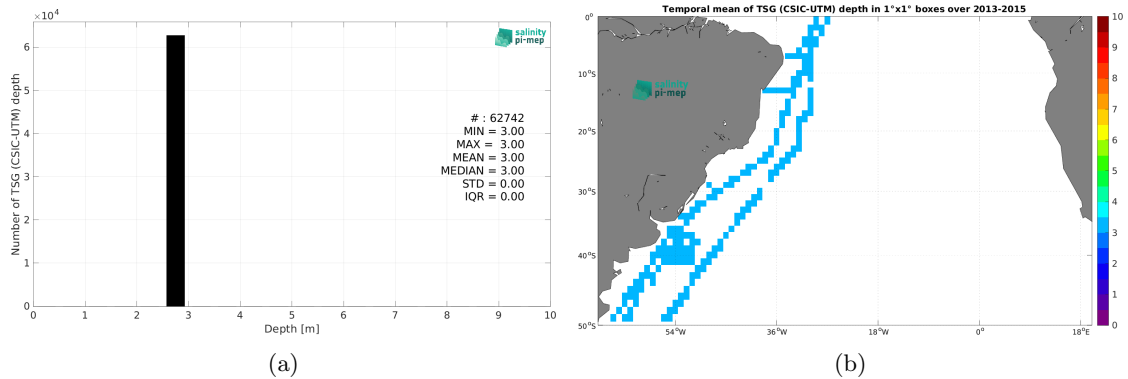 ×10⁴
6
5
4
3
2
1
0
Number of TSG (CSIC-UTM) depth
salinity
pi-mep
# : 62742
MIN = 3.00
MAX = 3.00
MEAN = 3.00
MEDIAN = 3.00
STD = 0.00
IQR = 0.00
0 1 2 3 4 5 6 7 8 9 10
Depth [m]
(a)
Temporal mean of TSG (CSIC-UTM) depth in 1°x1° boxes over 2013-2015
0°
10°S
20°S
30°S
40°S
50°S
salinity
pi-mep
54°W 36°W 18°W 0° 18°E
10
9
8
7
6
5
4
3
2
1
0
(b)